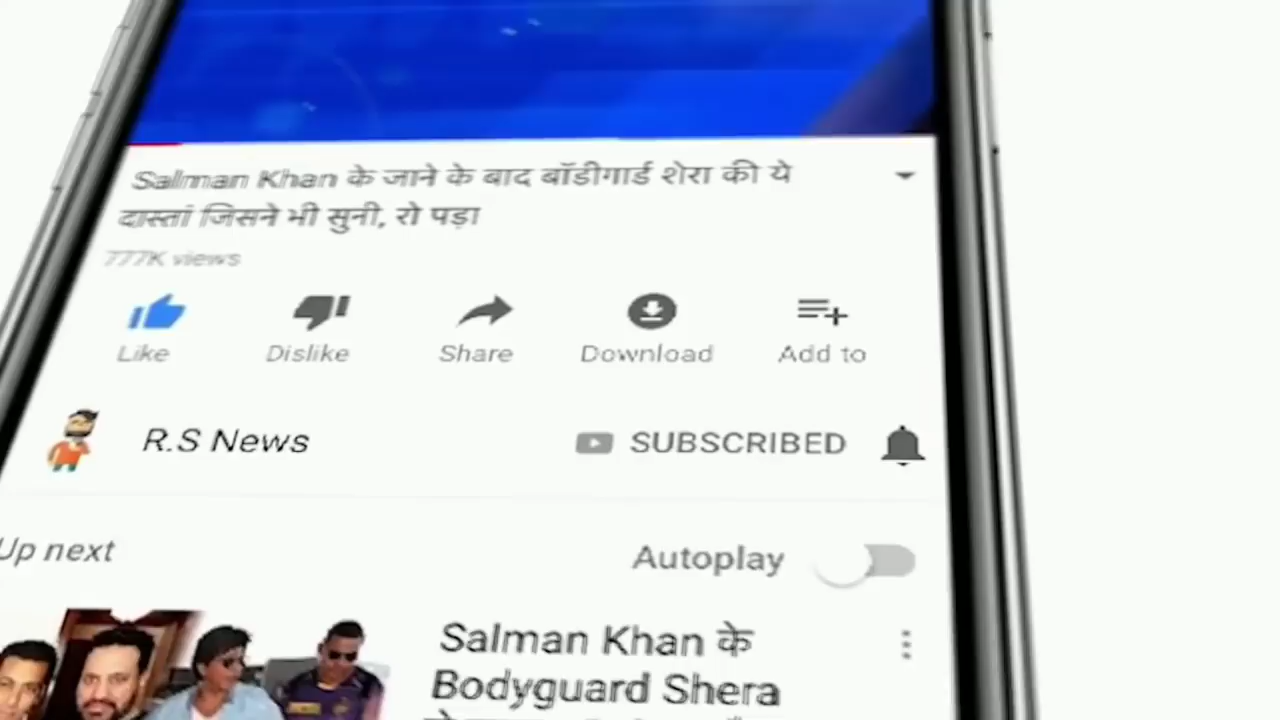 Salman Khan के जाने के बाद बॉडीगार्ड शेरा की ये
दास्तां जिसने भी सुनी, रो पड़ा
777K views
Like Dislike Share Download Add to
R.S News SUBSCRIBED
Up next Autoplay
Salman Khan के
Bodyguard Shera